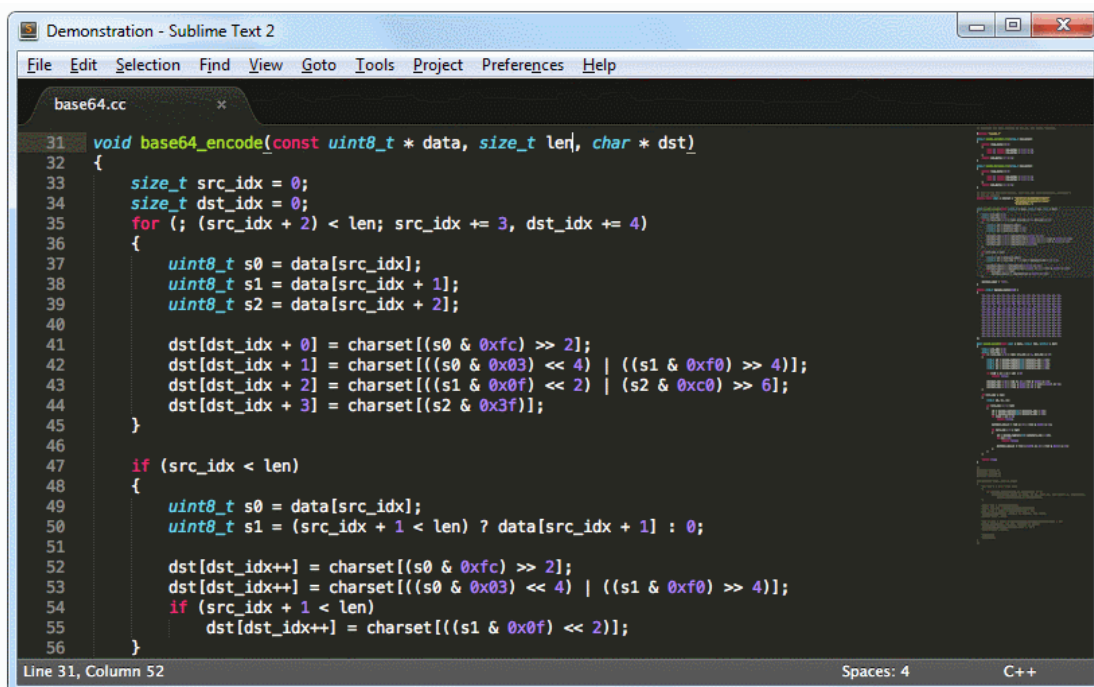 Demonstration - Sublime Text 2
File Edit Selection Find View Goto Tools Project Preferences Help
base64.cc ×
31 void base64_encode(const uint8_t * data, size_t len, char * dst)
32 {
33     size_t src_idx = 0;
34     size_t dst_idx = 0;
35     for (; (src_idx + 2) < len; src_idx += 3, dst_idx += 4)
36     {
37         uint8_t s0 = data[src_idx];
38         uint8_t s1 = data[src_idx + 1];
39         uint8_t s2 = data[src_idx + 2];
40
41         dst[dst_idx + 0] = charset[(s0 & 0xfc) >> 2];
42         dst[dst_idx + 1] = charset[((s0 & 0x03) << 4) | ((s1 & 0xf0) >> 4)];
43         dst[dst_idx + 2] = charset[((s1 & 0x0f) << 2) | (s2 & 0xc0) >> 6];
44         dst[dst_idx + 3] = charset[(s2 & 0x3f)];
45     }
46
47     if (src_idx < len)
48     {
49         uint8_t s0 = data[src_idx];
50         uint8_t s1 = (src_idx + 1 < len) ? data[src_idx + 1] : 0;
51
52         dst[dst_idx++] = charset[(s0 & 0xfc) >> 2];
53         dst[dst_idx++] = charset[((s0 & 0x03) << 4) | ((s1 & 0xf0) >> 4)];
54         if (src_idx + 1 < len)
55             dst[dst_idx++] = charset[((s1 & 0x0f) << 2)];
56     }
Line 31, Column 52 Spaces: 4 C++